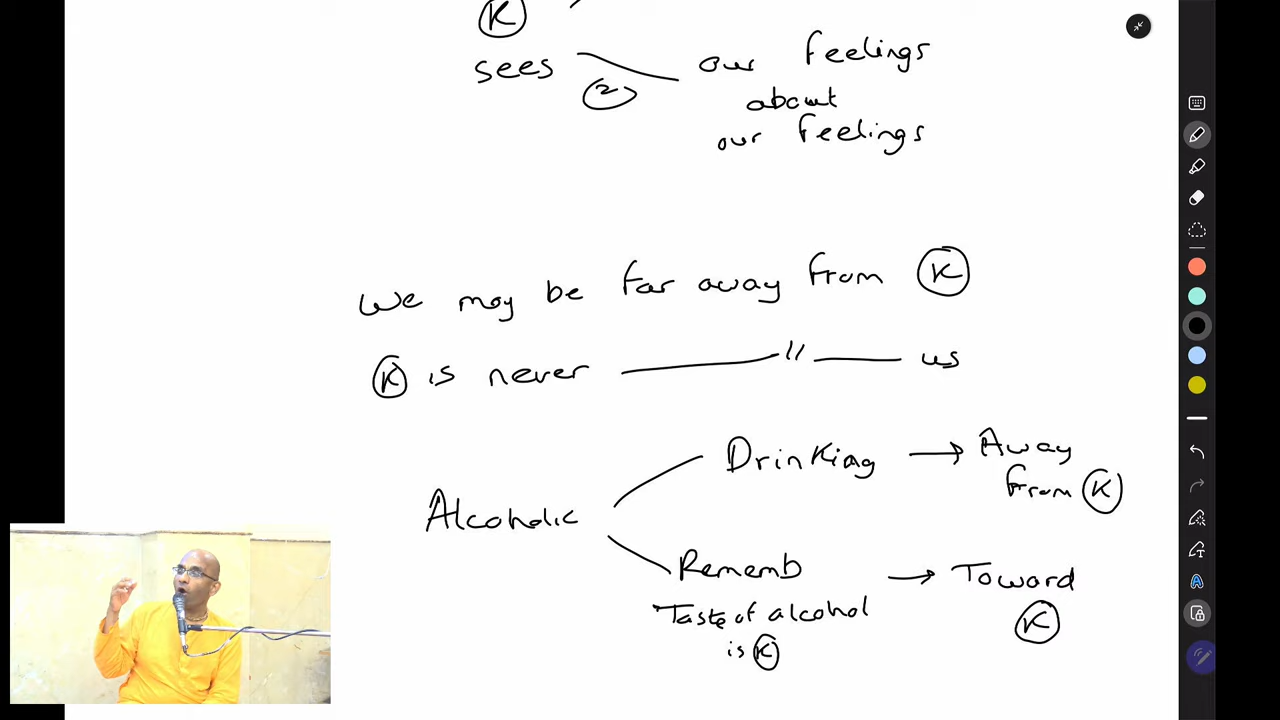 K
sees
2
our feelings
about
our feelings
We may be far away from K
K is never —— " —— us
Alcoholic
Drinking → Away
from K
Rememb → Toward
K
Taste of alcohol
is K